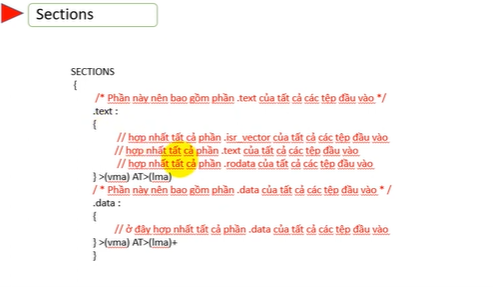 Sections
SECTIONS
{
/* Phần này nên bao gồm phần .text của tất cả các tệp đầu vào */
.text :
{
// hợp nhất tất cả phần .isr_vector của tất cả các tệp đầu vào
// hợp nhất tất cả phần .text của tất cả các tệp đầu vào
// hợp nhất tất cả phần .rodata của tất cả các tệp đầu vào
} >(vma) AT>(lma)
/ * Phần này nên bao gồm phần .data của tất cả các tệp đầu vào * /
.data :
{
// ở đây hợp nhất tất cả phần .data của tất cả các tệp đầu vào
} >(vma) AT>(lma)+
}